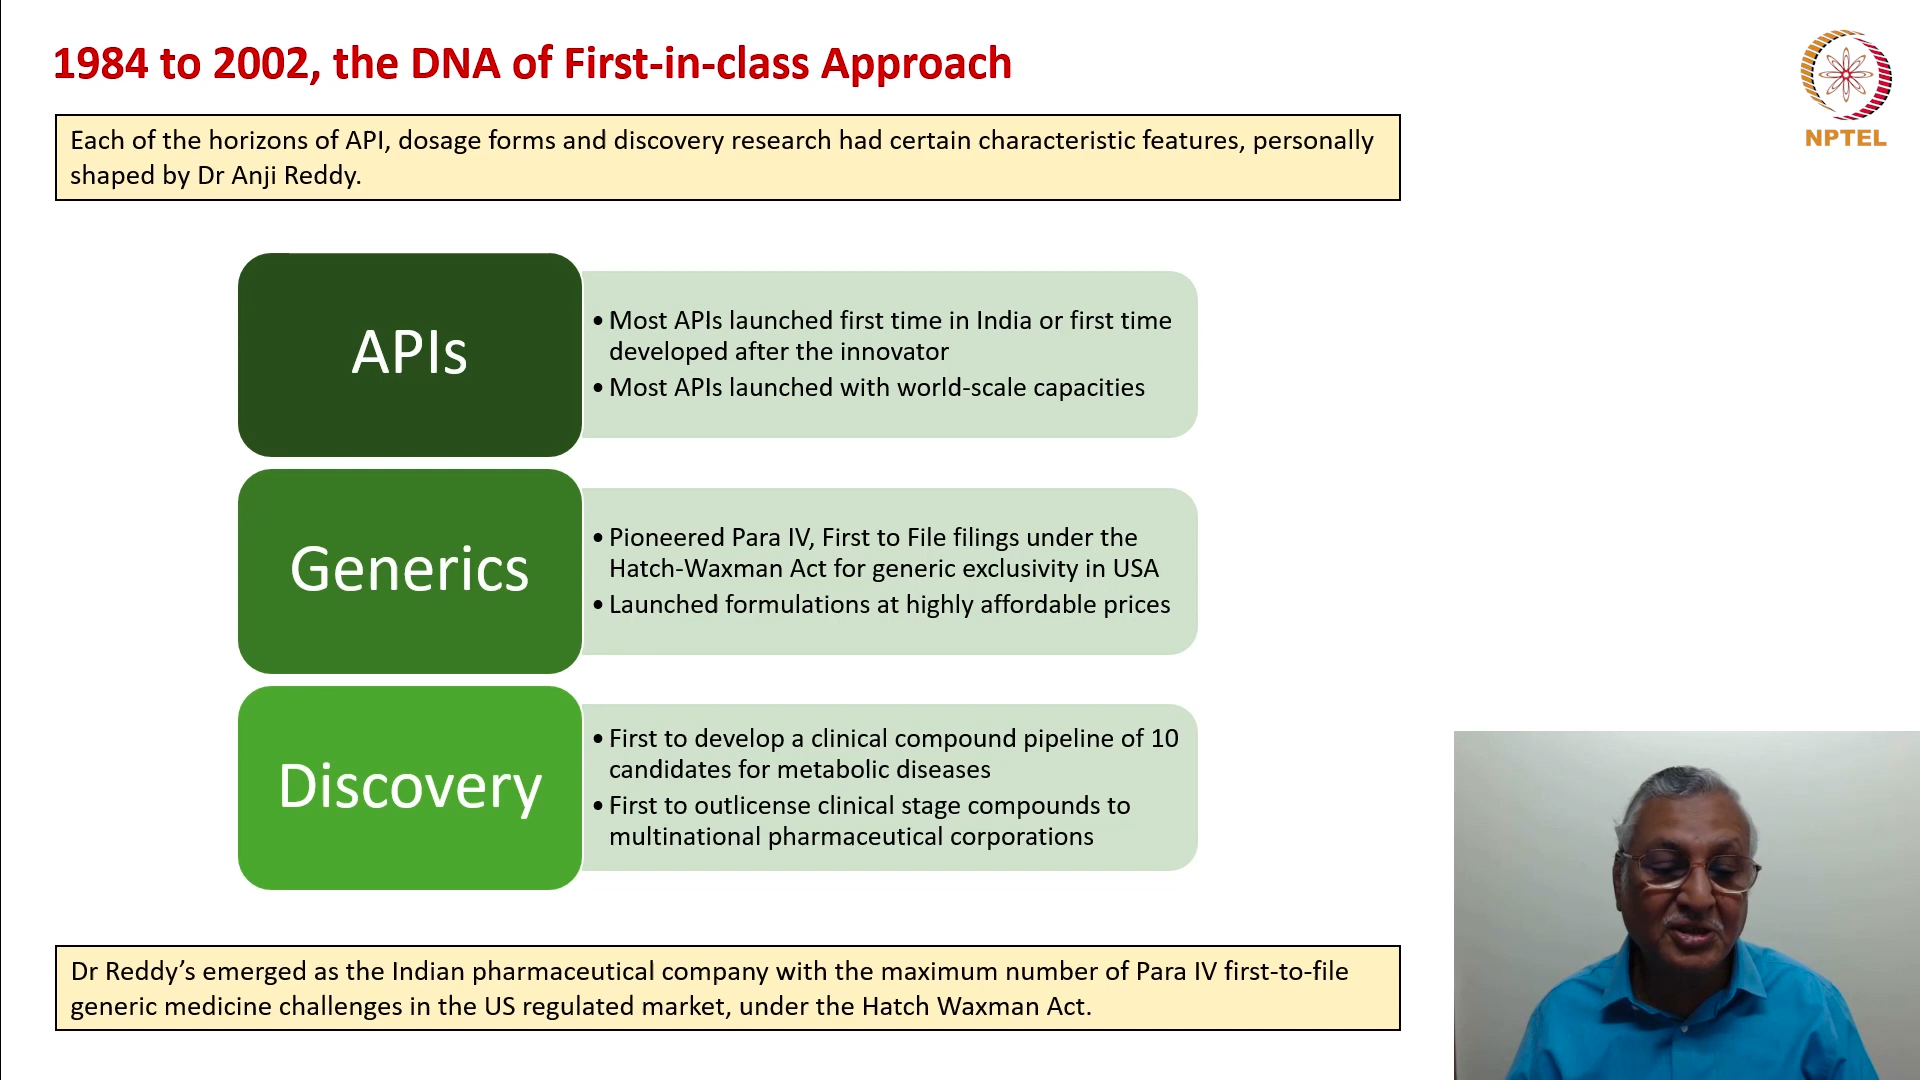 1984 to 2002, the DNA of First-in-class Approach
NPTEL
Each of the horizons of API, dosage forms and discovery research had certain characteristic features, personally
shaped by Dr Anji Reddy.
APIs
• Most APIs launched first time in India or first time
developed after the innovator
• Most APIs launched with world-scale capacities
Generics
• Pioneered Para IV, First to File filings under the
Hatch-Waxman Act for generic exclusivity in USA
• Launched formulations at highly affordable prices
Discovery
• First to develop a clinical compound pipeline of 10
candidates for metabolic diseases
• First to outlicense clinical stage compounds to
multinational pharmaceutical corporations
Dr Reddy’s emerged as the Indian pharmaceutical company with the maximum number of Para IV first-to-file
generic medicine challenges in the US regulated market, under the Hatch Waxman Act.